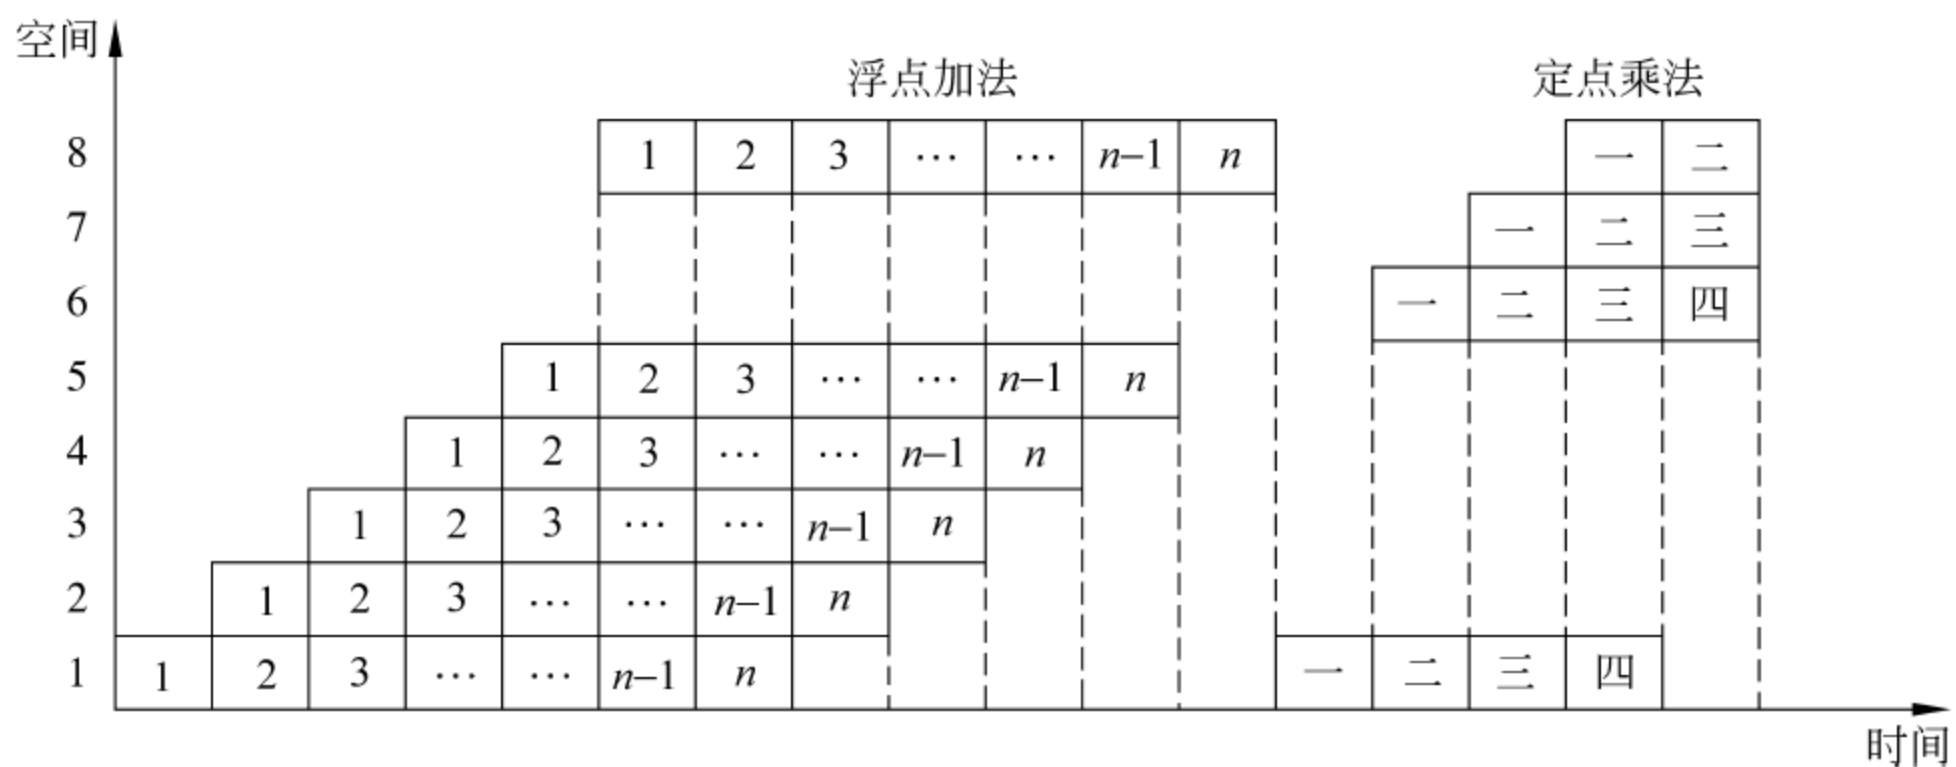 空间
浮点加法 定点乘法
8 1 2 3 … … n–1 n 一 二
7 一 二 三
6 一 二 三 四
5 1 2 3 … … n–1 n
4 1 2 3 … … n–1 n
3 1 2 3 … … n–1 n
2 1 2 3 … … n–1 n
1 1 2 3 … … n–1 n 一 二 三 四
时间